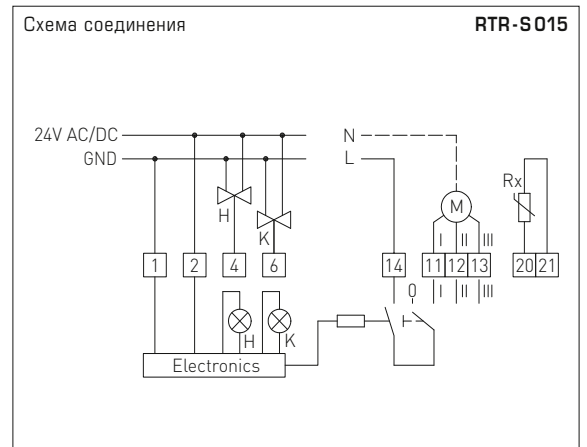 Схема соединения RTR-S015
24V AC/DC N
GND L
Rx
H M
K I II III
1 2 4 6 14 11 12 13 20 21
0 I II III
H K
Electronics